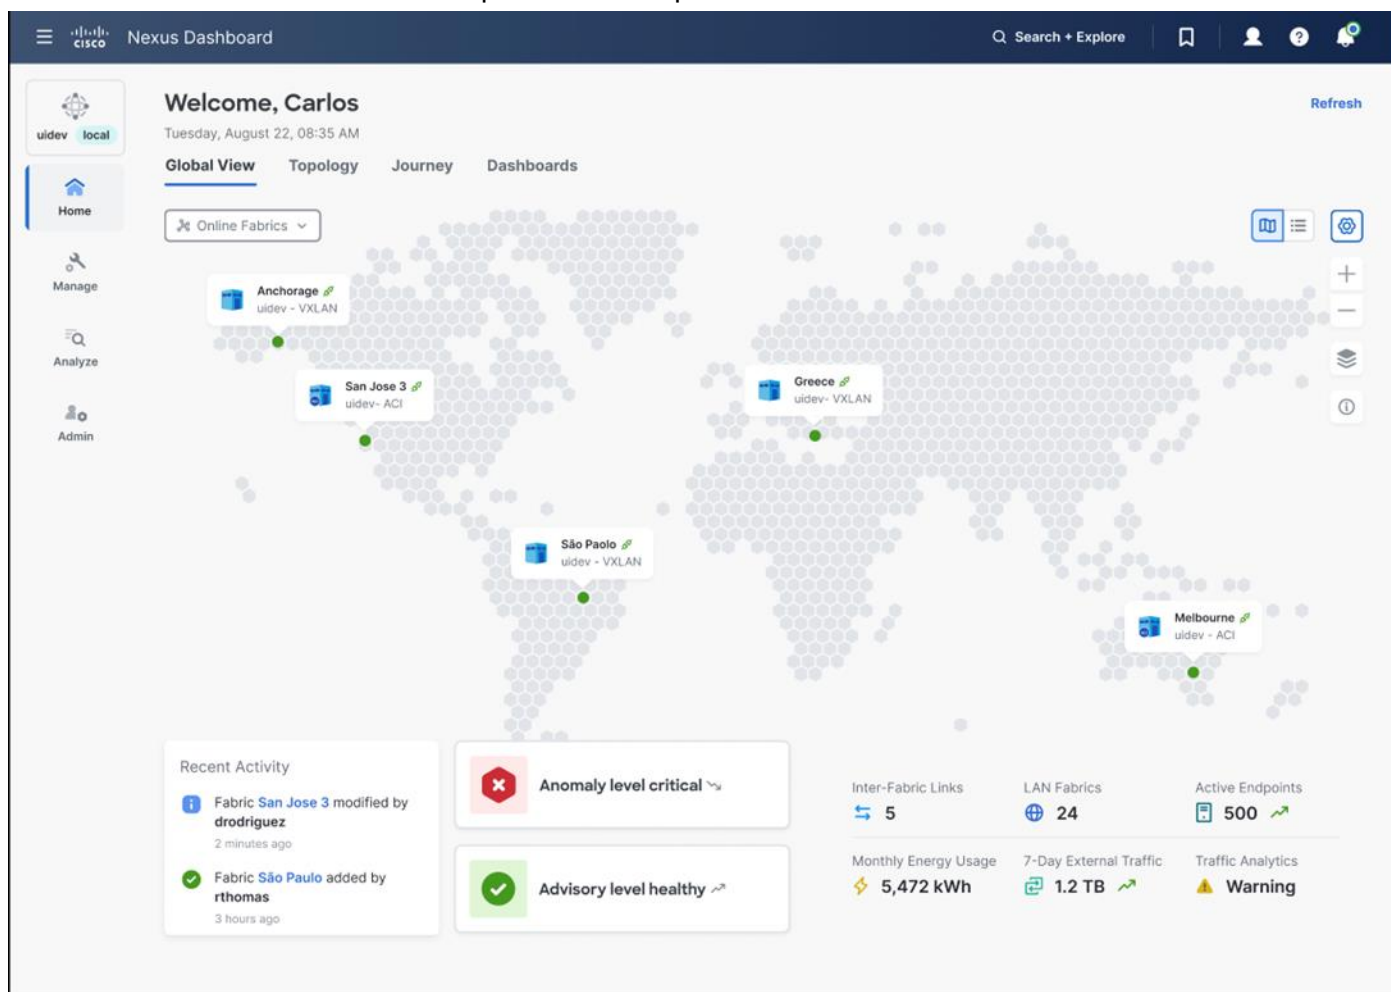 CISCO
Nexus Dashboard
Search + Explore
uidev local
Welcome, Carlos
Refresh
Tuesday, August 22, 08:35 AM
Global View Topology Journey Dashboards
Home
Manage
Analyze
Admin
Online Fabrics
Anchorage
uidev - VXLAN
San Jose 3
uidev- ACI
Greece
uidev- VXLAN
São Paolo
uidev - VXLAN
Melbourne
uidev - ACI
Recent Activity
Fabric San Jose 3 modified by
drodriguez
2 minutes ago
Fabric São Paulo added by
rthomas
3 hours ago
Anomaly level critical
Advisory level healthy
Inter-Fabric Links
5
LAN Fabrics
24
Active Endpoints
500
Monthly Energy Usage
5,472 kWh
7-Day External Traffic
1.2 TB
Traffic Analytics
Warning